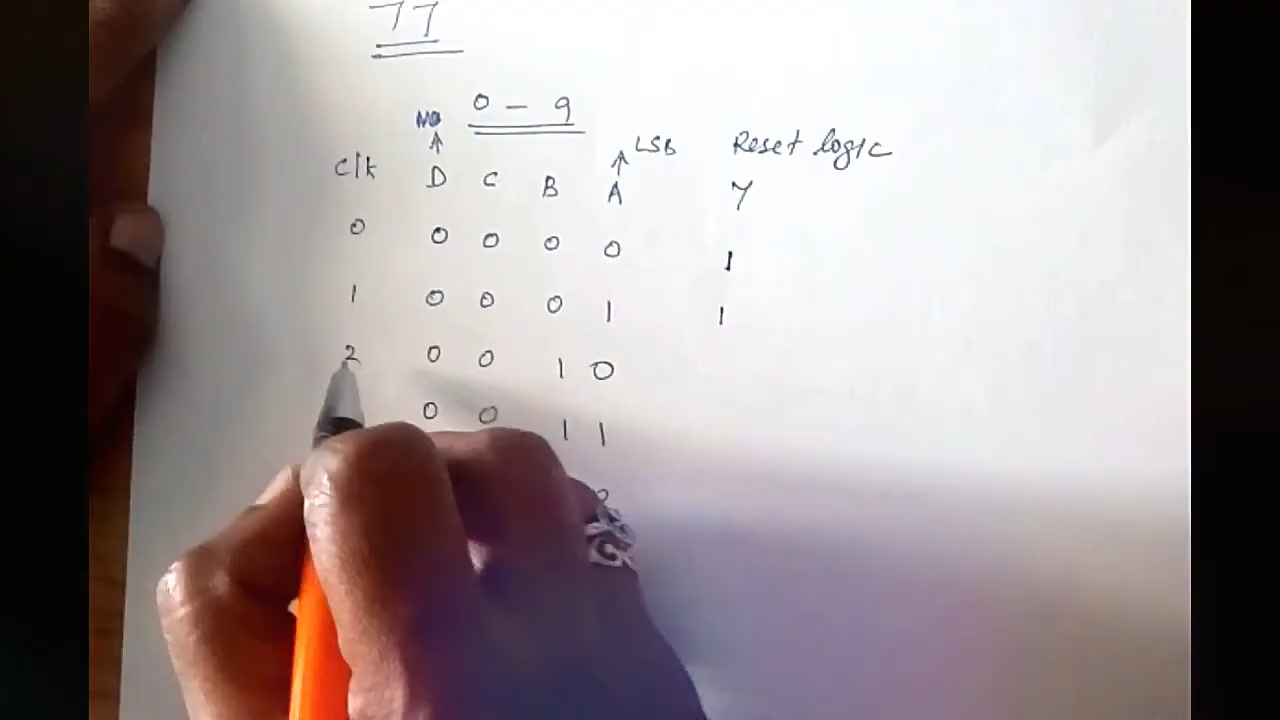 77
0 - 9
LSB Reset logic
Clk D C B A Y
0 0 0 0 0 1
1 0 0 0 1 1
2 0 0 1 0
0 0 1 1
0